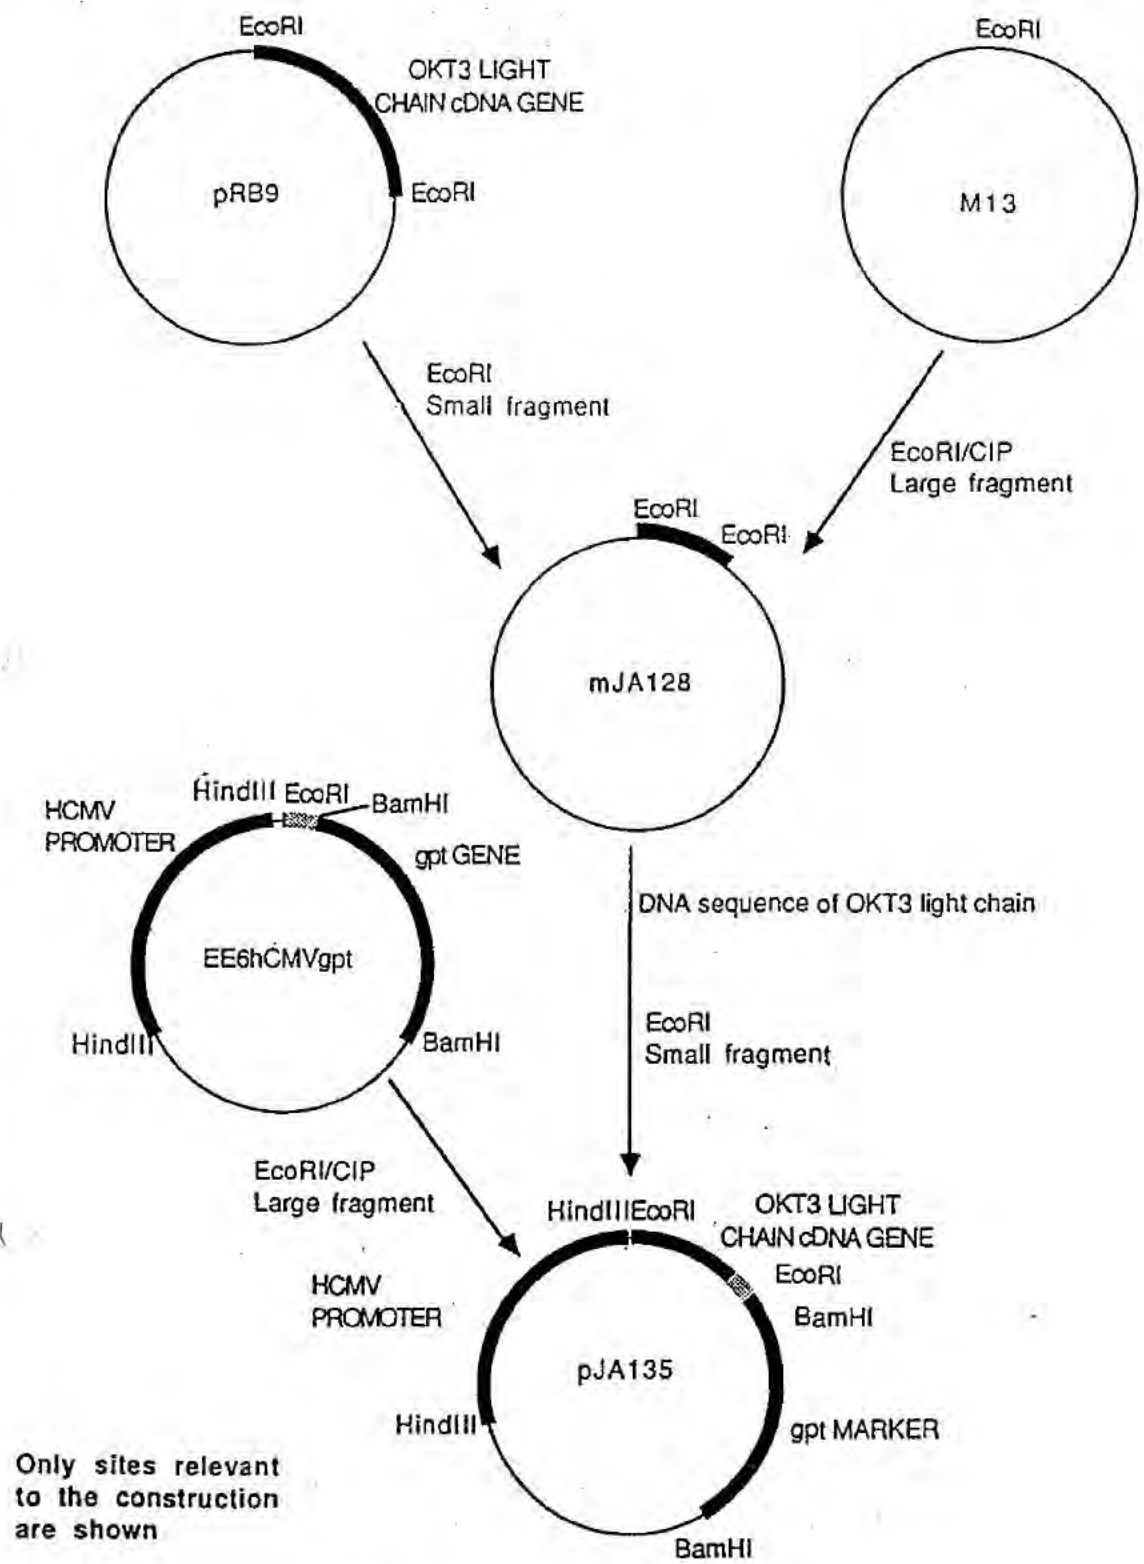 EcoRI
OKT3 LIGHT
CHAIN cDNA GENE
pRB9
EcoRI
EcoRI
M13
EcoRI
Small fragment
EcoRI/CIP
Large fragment
EcoRI
EcoRI
mJA128
HCMV
PROMOTER
HindIII EcoRI
BamHI
gpt GENE
EE6hCMVgpt
HindIII
BamHI
DNA sequence of OKT3 light chain
EcoRI
Small fragment
EcoRI/CIP
Large fragment
HindIII EcoRI
OKT3 LIGHT
CHAIN cDNA GENE
EcoRI
BamHI
HCMV
PROMOTER
pJA135
HindIII
gpt MARKER
BamHI
Only sites relevant
to the construction
are shown